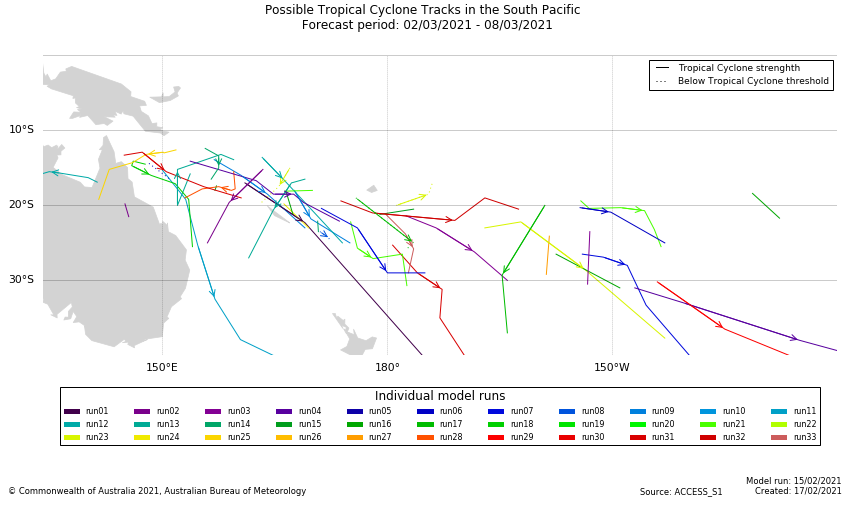 Possible Tropical Cyclone Tracks in the South Pacific
Forecast period: 02/03/2021 - 08/03/2021
Tropical Cyclone strenghth
Below Tropical Cyclone threshold
10°S
20°S
30°S
150°E 180° 150°W
Individual model runs
run01 run02 run03 run04 run05 run06 run07 run08 run09 run10 run11
run12 run13 run14 run15 run16 run17 run18 run19 run20 run21 run22
run23 run24 run25 run26 run27 run28 run29 run30 run31 run32 run33
© Commonwealth of Australia 2021, Australian Bureau of Meteorology
Source: ACCESS_S1
Model run: 15/02/2021
Created: 17/02/2021